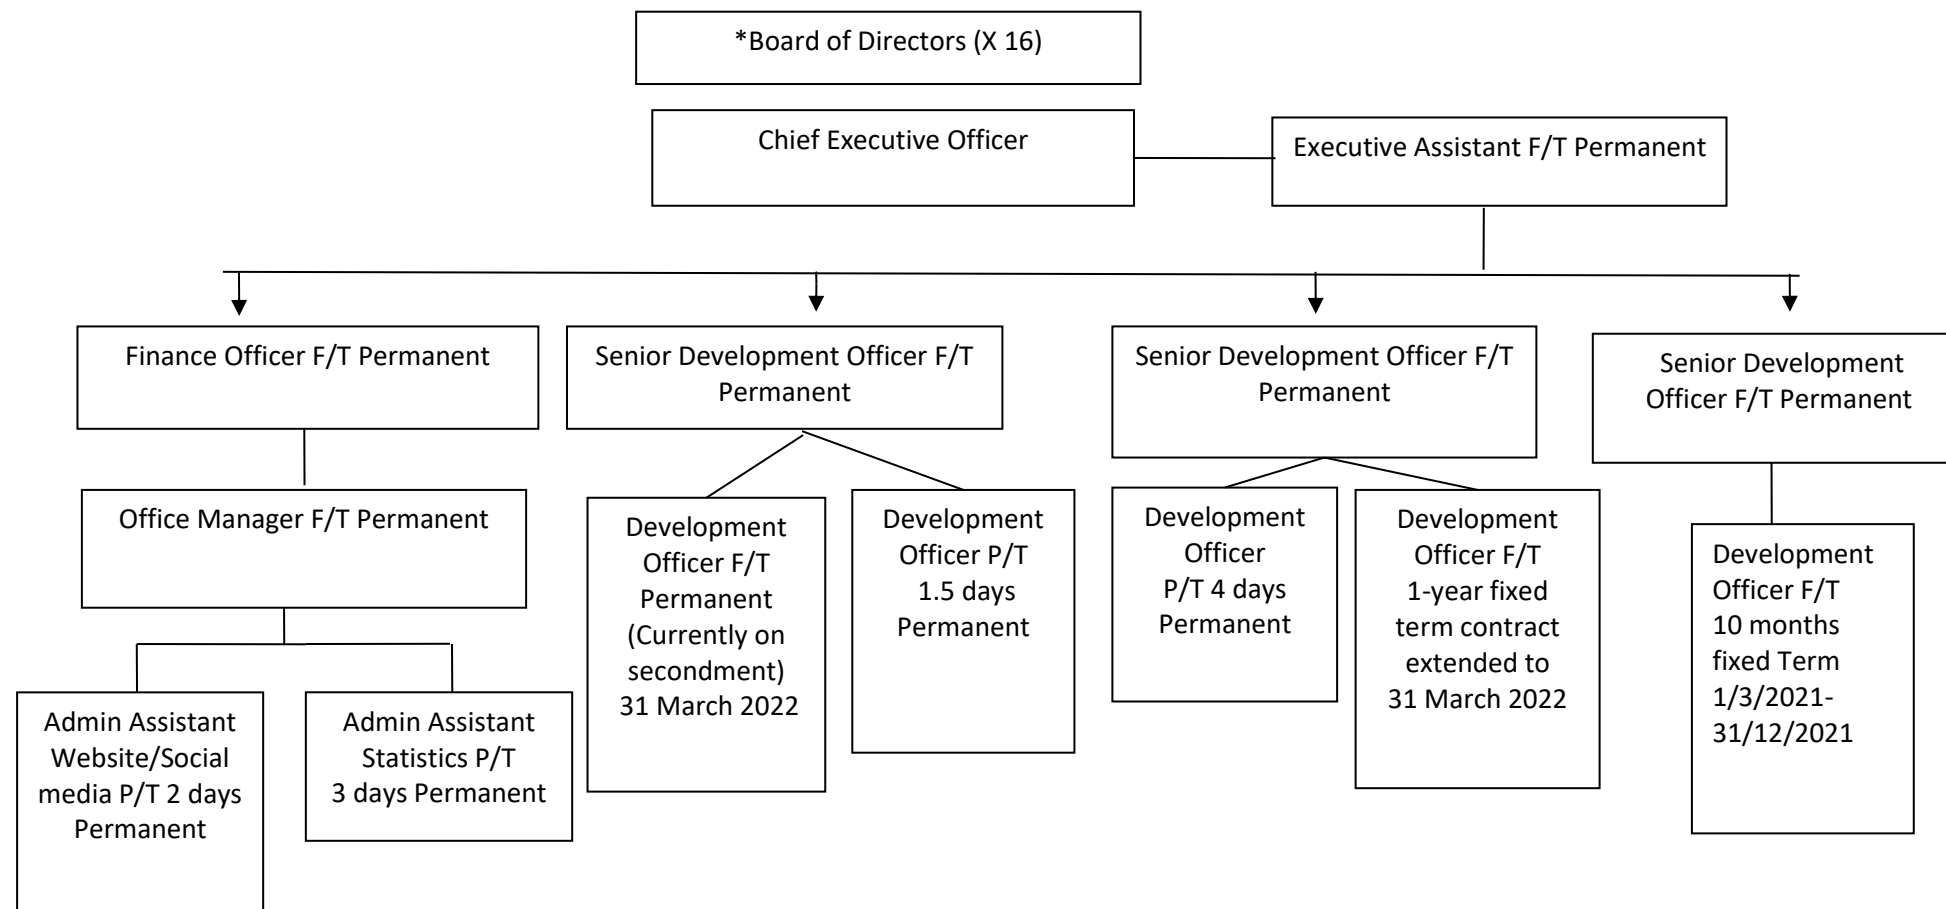 *Board of Directors (X 16)
Chief Executive Officer
Executive Assistant F/T Permanent
Finance Officer F/T Permanent
Senior Development Officer F/T
Permanent
Senior Development Officer F/T
Permanent
Senior Development
Officer F/T Permanent
Office Manager F/T Permanent
Development
Officer F/T
Permanent
(Currently on
secondment)
31 March 2022
Development
Officer P/T
1.5 days
Permanent
Development
Officer
P/T 4 days
Permanent
Development
Officer F/T
1-year fixed
term contract
extended to
31 March 2022
Development
Officer F/T
10 months
fixed Term
1/3/2021-
31/12/2021
Admin Assistant
Website/Social
media P/T 2 days
Permanent
Admin Assistant
Statistics P/T
3 days Permanent